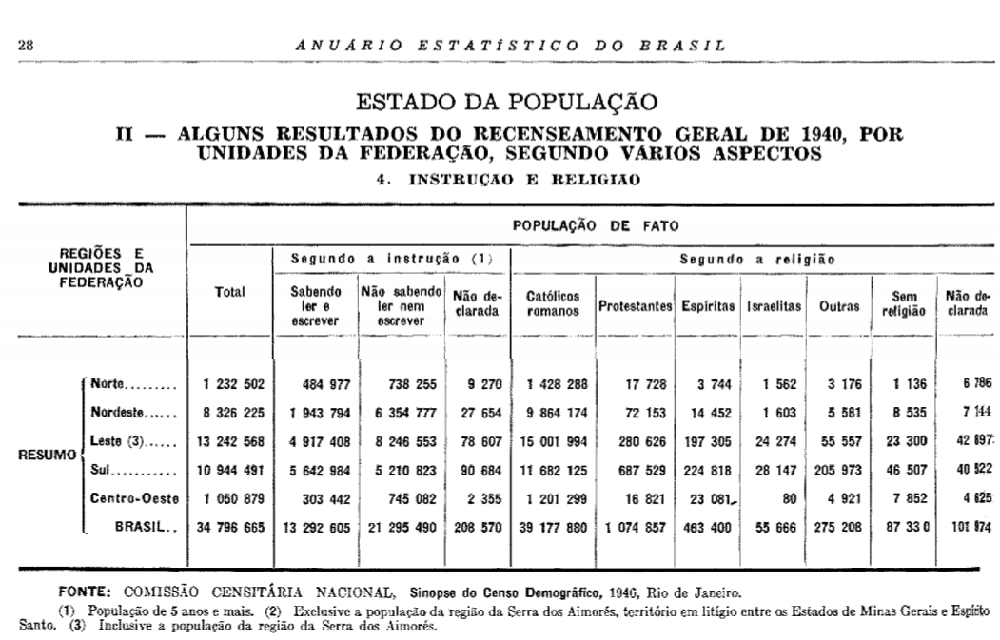 28 ANUÁRIO ESTATÍSTICO DO BRASIL
ESTADO DA POPULAÇÃO
II — ALGUNS RESULTADOS DO RECENSEAMENTO GERAL DE 1940, POR
UNIDADES DA FEDERAÇÃO, SEGUNDO VÁRIOS ASPECTOS
4. INSTRUÇÃO E RELIGIÃO
REGIÕES E
UNIDADES DA
FEDERAÇÃO
POPULAÇÃO DE FATO
Total
Segundo a instrução (1)
Sabendo
ler e
escrever
Não sabendo
ler nem
escrever
Não de-
clarada
Segundo a religião
Católicos
romanos
Protestantes
Espíritas
Israelitas
Outras
Sem
religião
Não de-
clarada
RESUMO
Norte......... 1 232 502 484 977 738 255 9 270 1 428 288 17 728 3 744 1 562 3 176 1 136 6 786
Nordeste...... 8 326 225 1 943 794 6 354 777 27 654 9 864 174 72 153 14 452 1 603 5 581 8 535 7 144
Leste (3)...... 13 242 568 4 917 408 8 246 553 78 607 15 001 994 280 626 197 305 24 274 55 557 23 300 42 897
Sul........... 10 944 491 5 642 984 5 210 823 90 684 11 682 125 687 529 224 818 28 147 205 973 46 507 40 522
Centro-Oeste 1 050 879 303 442 745 082 2 355 1 201 299 16 821 23 081 80 4 921 7 852 4 625
BRASIL.. 34 796 665 13 292 605 21 295 490 208 570 39 177 880 1 074 857 463 400 55 666 275 208 87 330 101 974
FONTE: COMISSÃO CENSITÁRIA NACIONAL, Sinopse do Censo Demográfico, 1946, Rio de Janeiro.
(1) População de 5 anos e mais. (2) Exclusive a população da região da Serra dos Aimorés, território em litígio entre os Estados de Minas Gerais e Espírito
Santo. (3) Inclusive a população da região da Serra dos Aimorés.